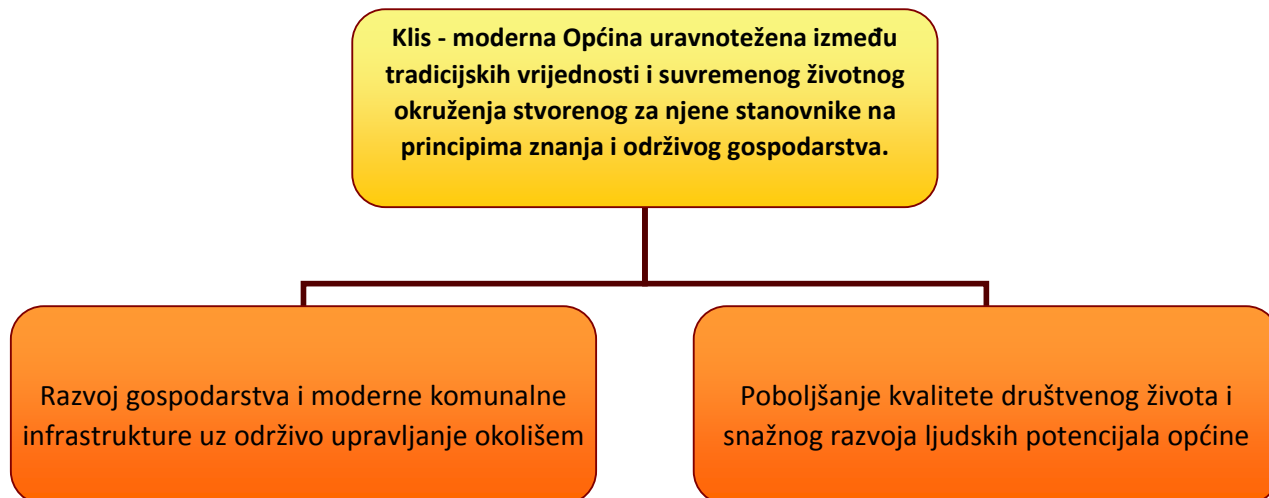 Klis - moderna Općina uravnotežena između
tradicijskih vrijednosti i suvremenog životnog
okruženja stvorenog za njene stanovnike na
principima znanja i održivog gospodarstva.
Razvoj gospodarstva i moderne komunalne
infrastrukture uz održivo upravljanje okolišem
Poboljšanje kvalitete društvenog života i
snažnog razvoja ljudskih potencijala općine